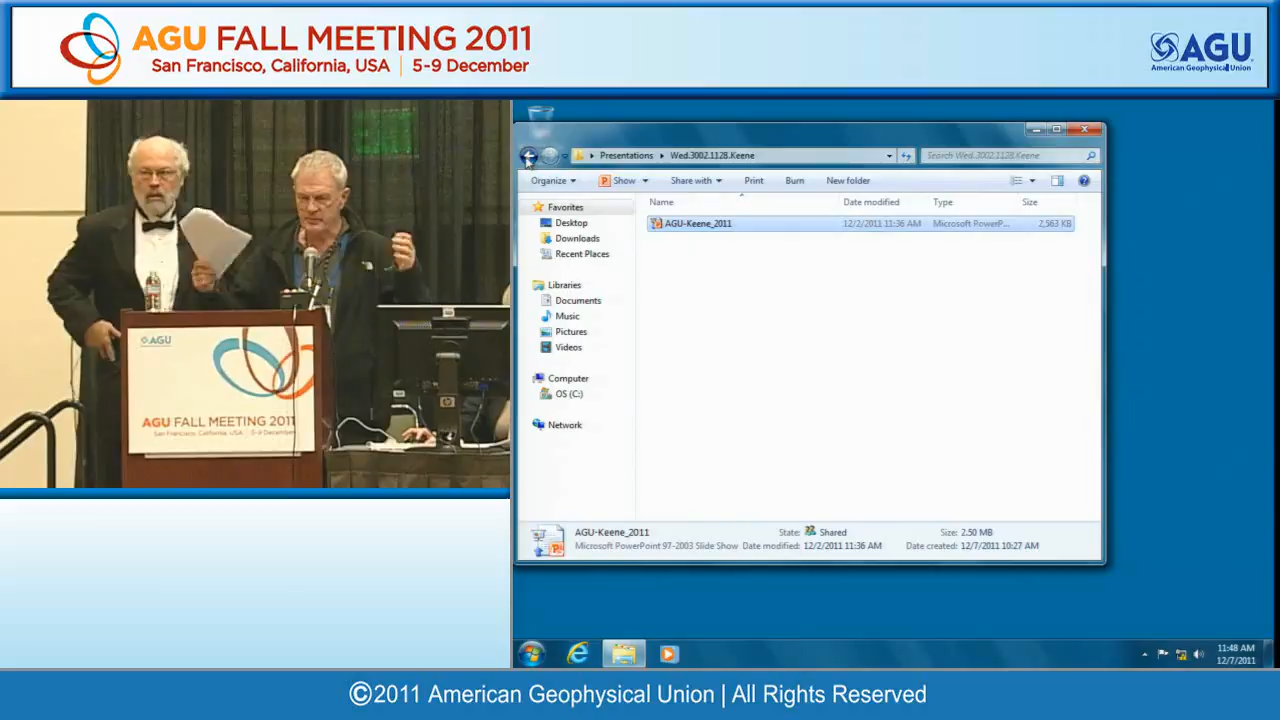 AGU FALL MEETING 2011
San Francisco, California, USA | 5-9 December
AGU
American Geophysical Union
AGU
AGU FALL MEETING 2011
San Francisco, California, USA | 5-9 December
hp
Presentations
Wed.3002.1128.Keene
Search Wed.3002.1128.Keene
Organize
Show
Share with
Print
Burn
New folder
Name
Date modified
Type
Size
Favorites
Desktop
Downloads
Recent Places
Libraries
Documents
Music
Pictures
Videos
Computer
OS (C:)
Network
AGU-Keene_2011
12/2/2011 11:36 AM
Microsoft PowerP...
2,563 KB
AGU-Keene_2011
State: Shared
Size: 2.50 MB
Microsoft PowerPoint 97-2003 Slide Show
Date modified: 12/2/2011 11:36 AM
Date created: 12/7/2011 10:27 AM
11:48 AM
12/7/2011
©2011 American Geophysical Union | All Rights Reserved